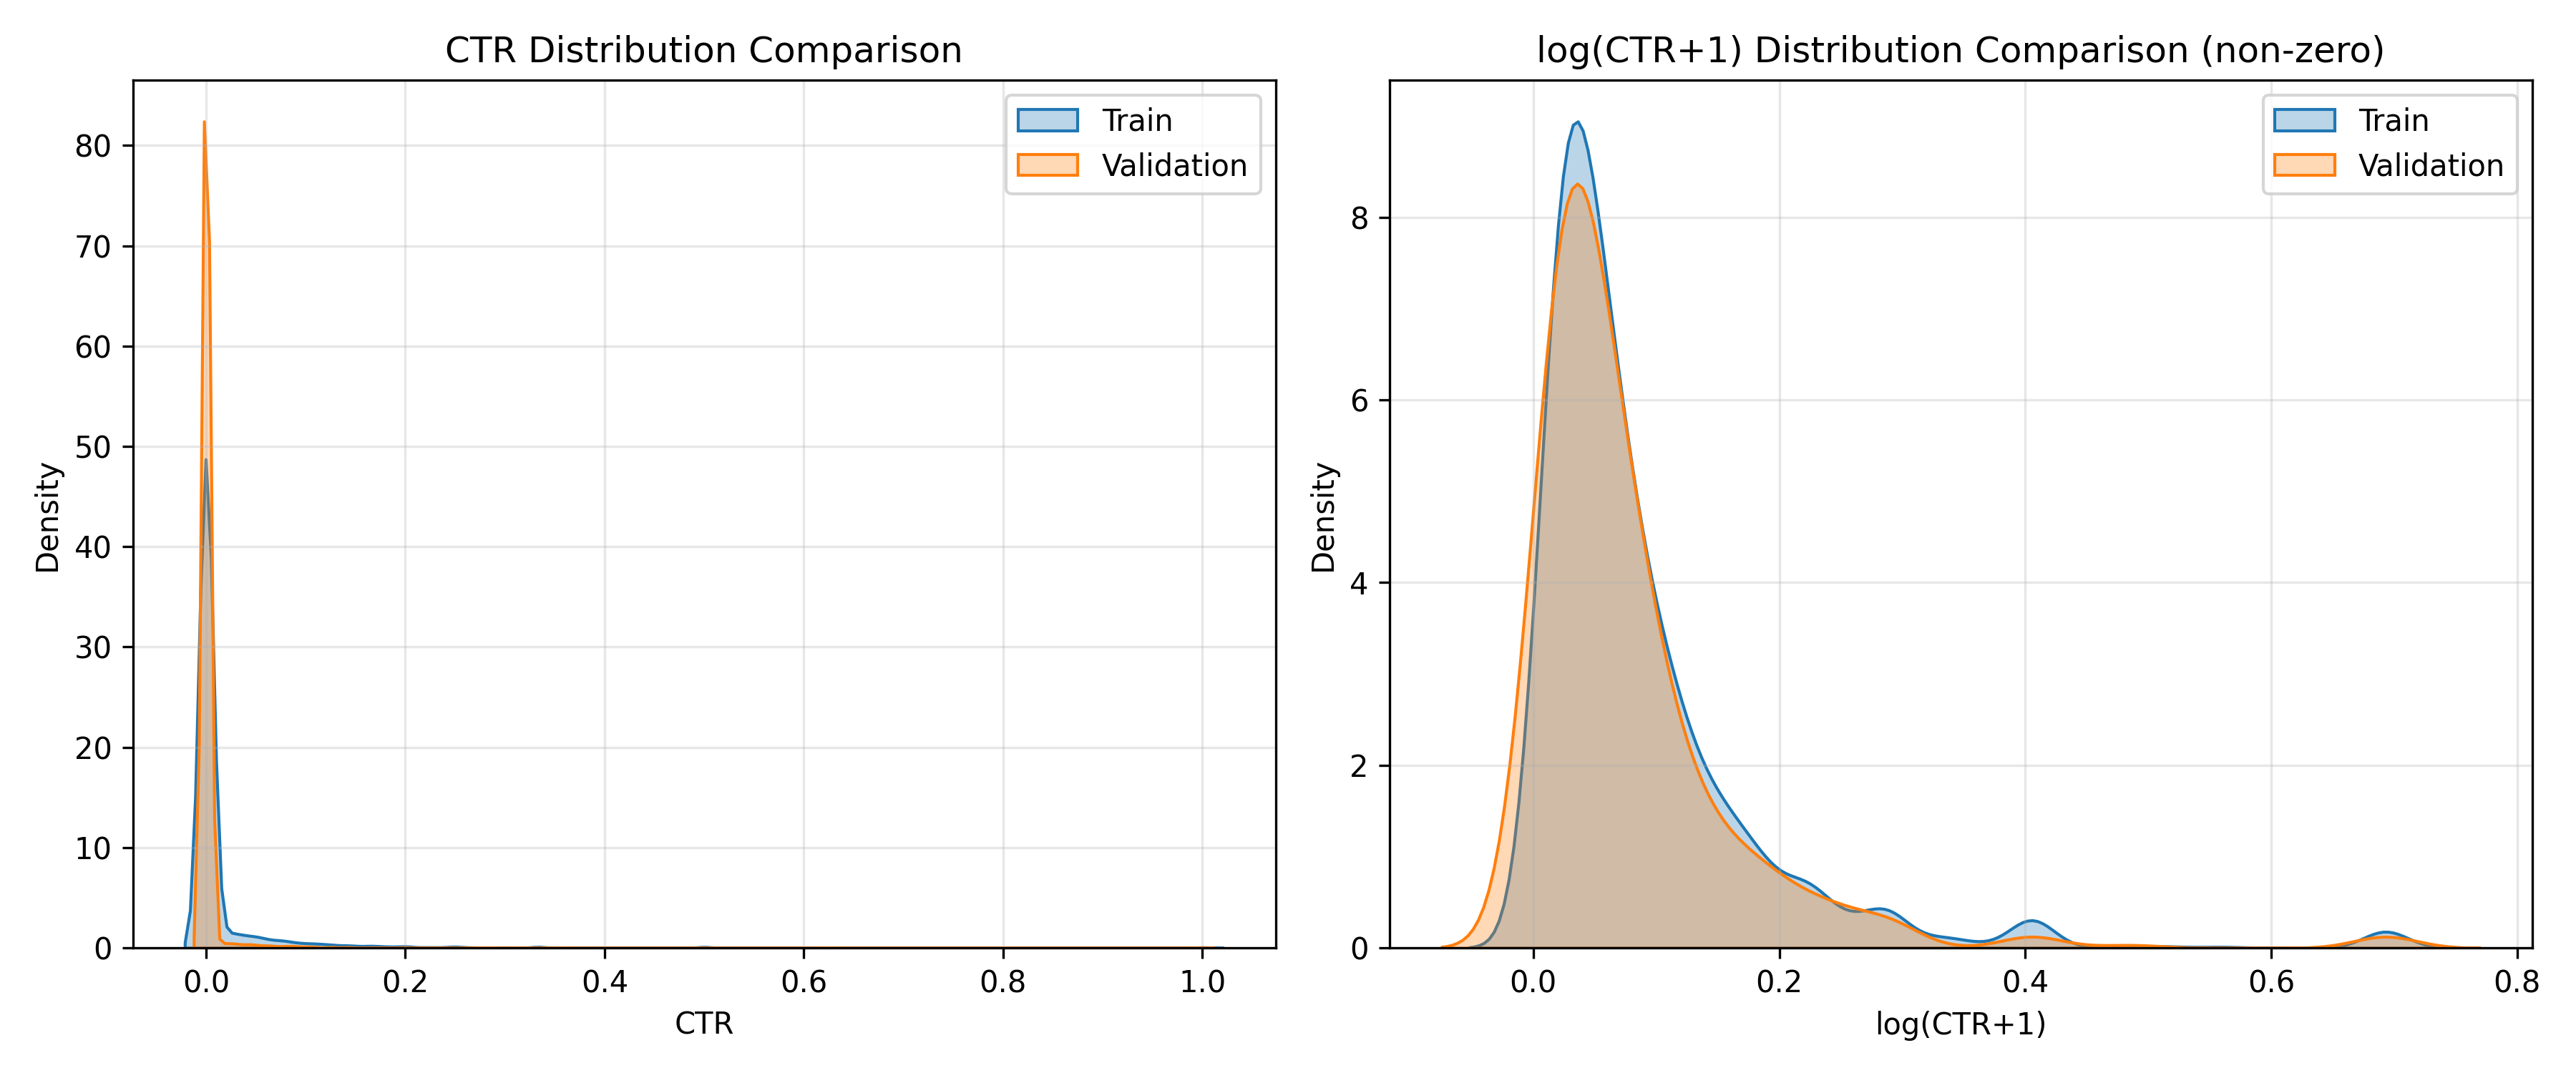 CTR Distribution Comparison
Train
Validation
80
70
60
50
40
30
20
10
0
Density
0.0 0.2 0.4 0.6 0.8 1.0
CTR
log(CTR+1) Distribution Comparison (non-zero)
Train
Validation
8
6
4
2
0
Density
0.0 0.2 0.4 0.6 0.8
log(CTR+1)